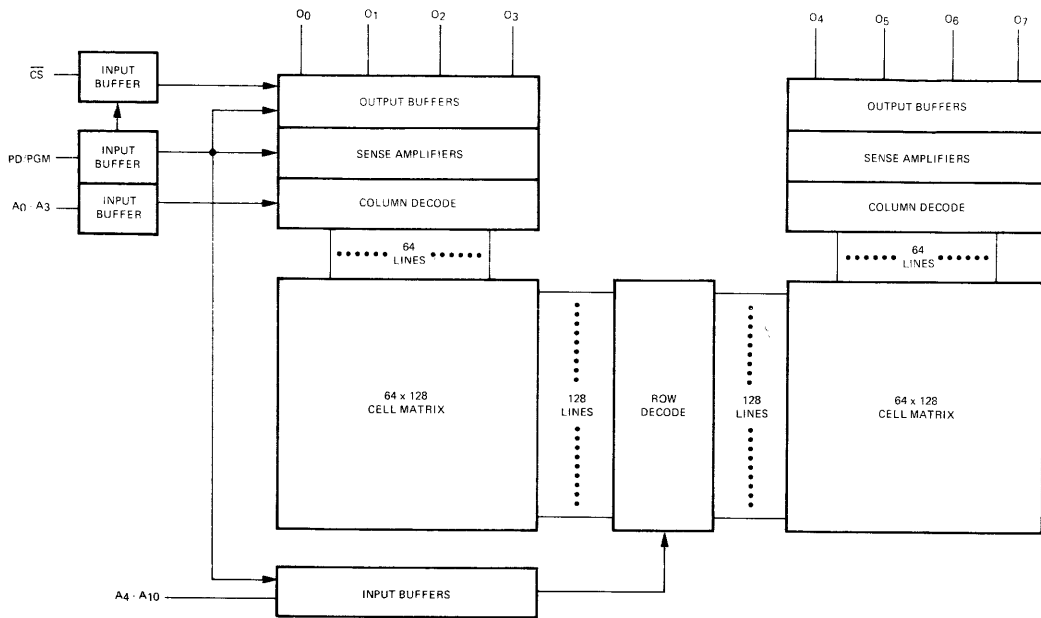 O0 O1 O2 O3 O4 O5 O6 O7
CS
INPUT
BUFFER
PD/PGM
INPUT
BUFFER
A0 - A3
INPUT
BUFFER
OUTPUT BUFFERS
SENSE AMPLIFIERS
COLUMN DECODE
OUTPUT BUFFERS
SENSE AMPLIFIERS
COLUMN DECODE
64
LINES
64
LINES
64 x 128
CELL MATRIX
128
LINES
ROW
DECODE
128
LINES
64 x 128
CELL MATRIX
A4 - A10
INPUT BUFFERS